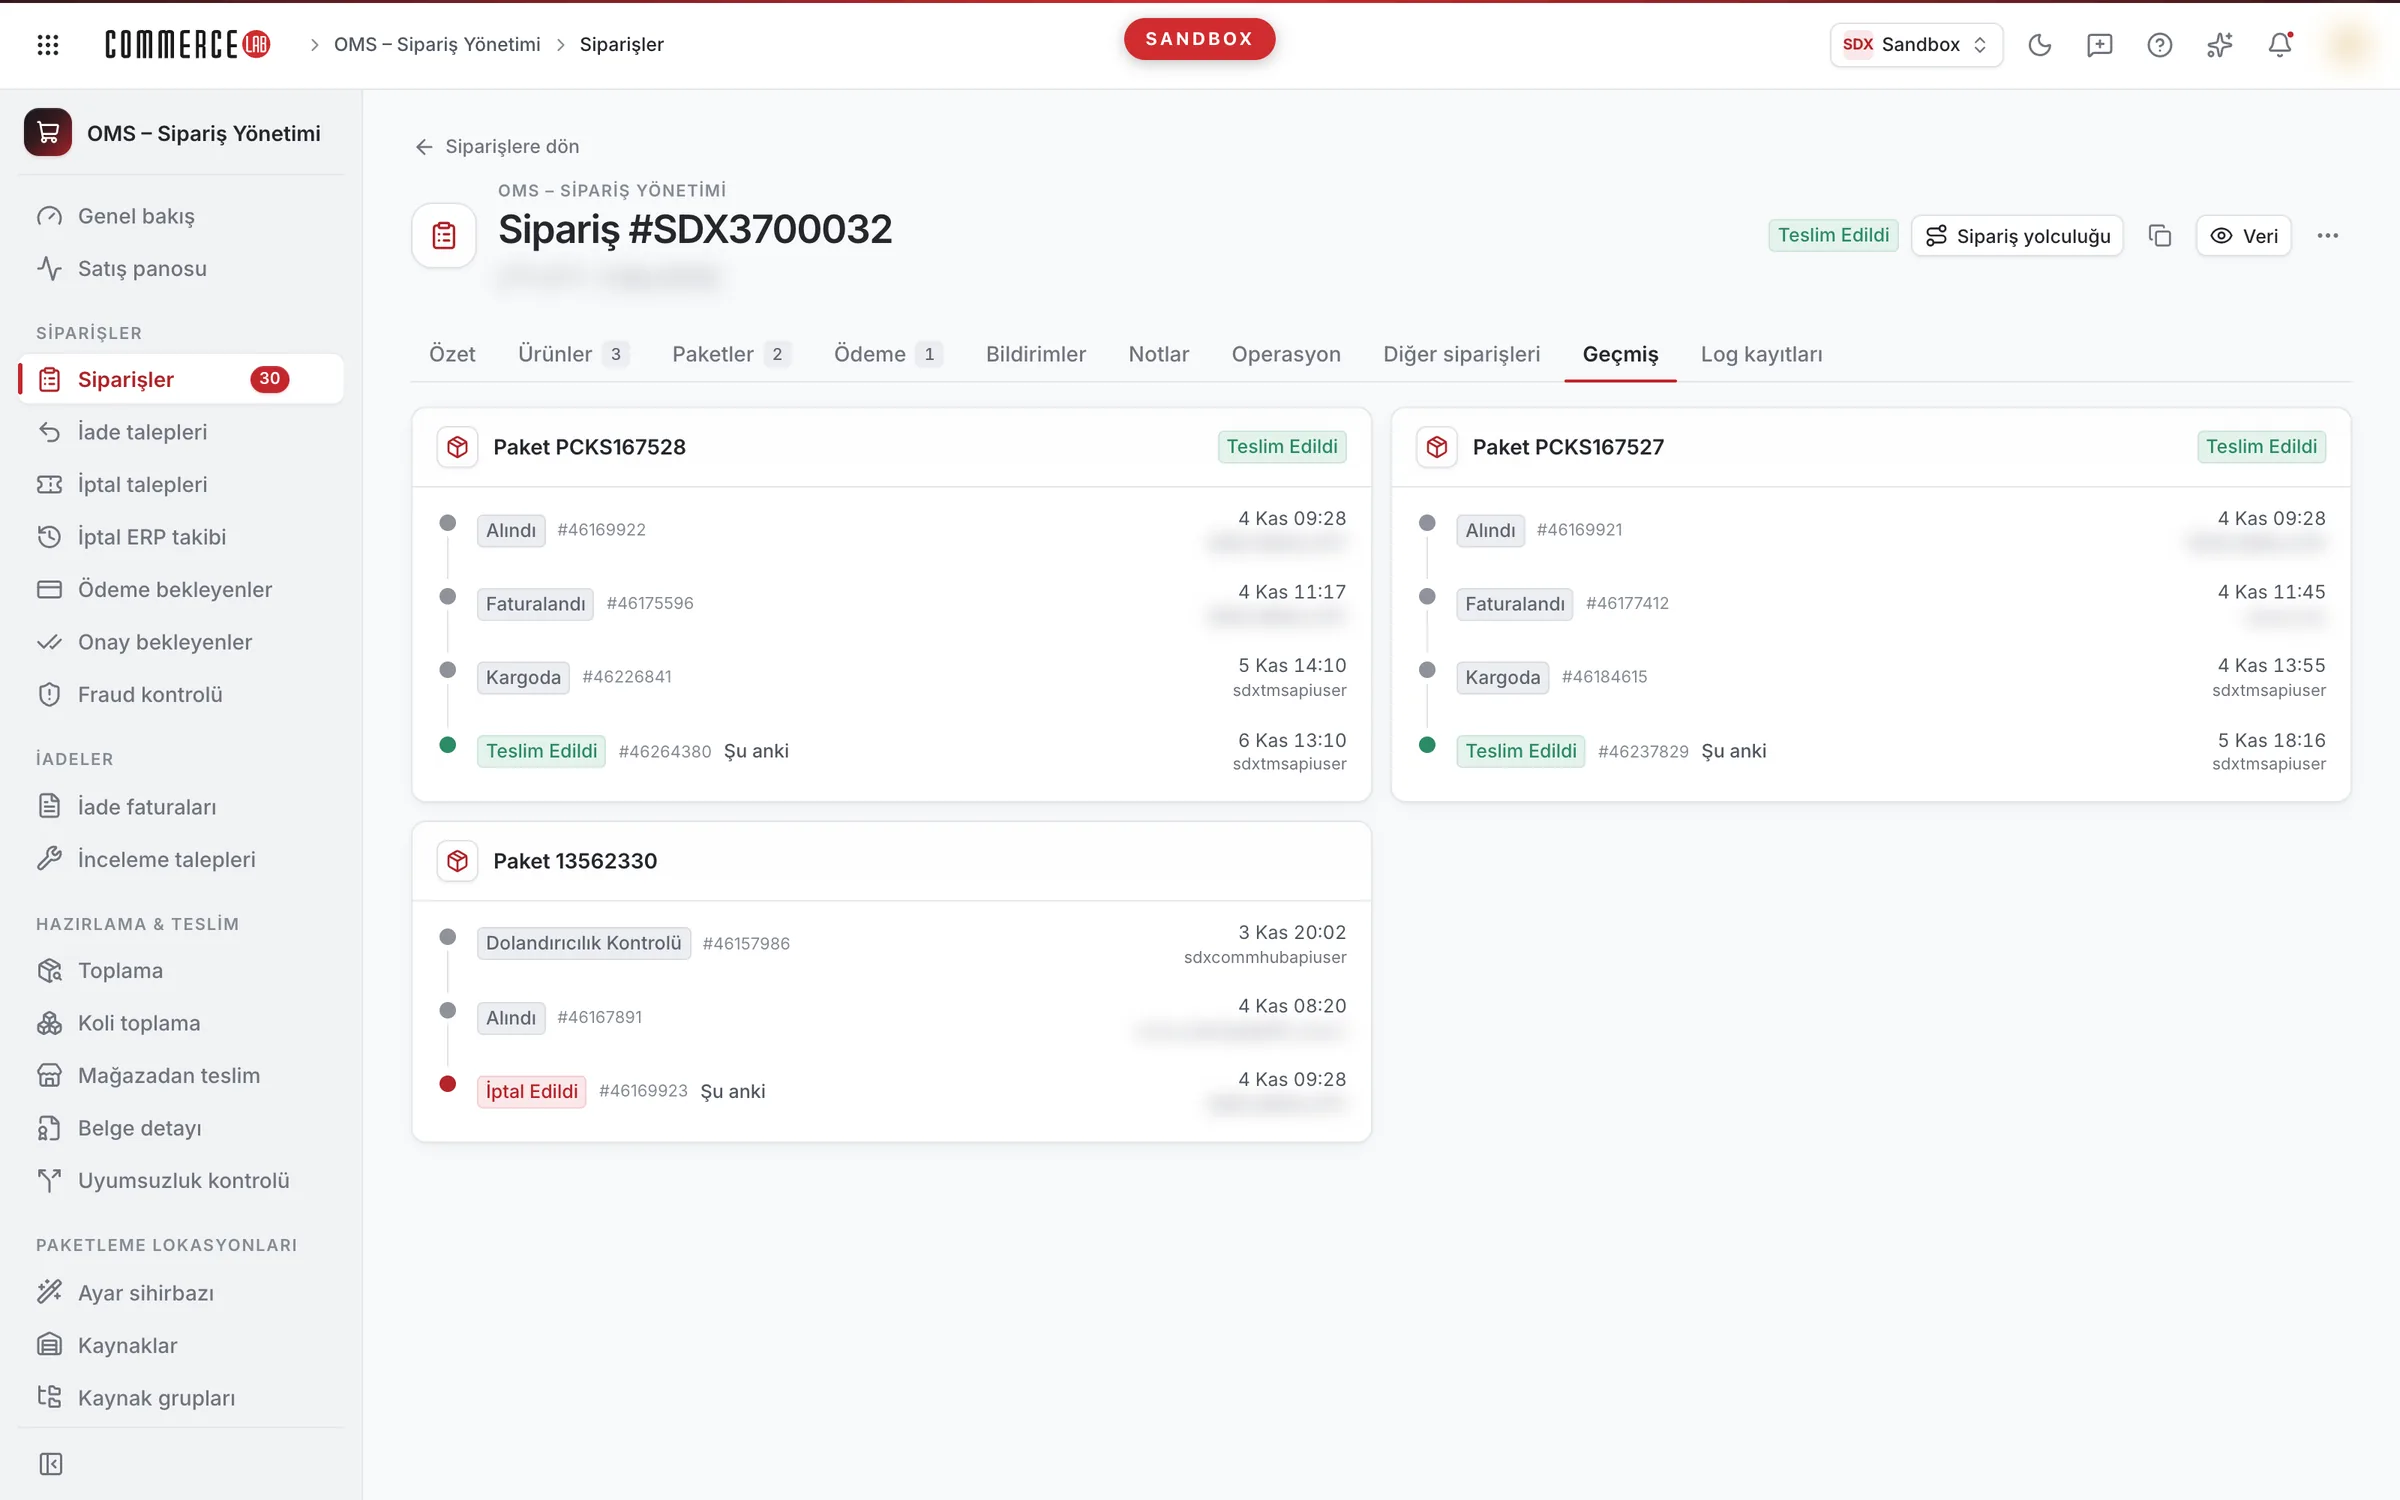 COMMERCE LAB
OMS – Sipariş Yönetimi
Siparişler
SANDBOX
SDX Sandbox
OMS – Sipariş Yönetimi
Genel bakış
Satış panosu
SİPARİŞLER
Siparişler 30
İade talepleri
İptal talepleri
İptal ERP takibi
Ödeme bekleyenler
Onay bekleyenler
Fraud kontrolü
İADELER
İade faturaları
İnceleme talepleri
HAZIRLAMA & TESLİM
Toplama
Koli toplama
Mağazadan teslim
Belge detayı
Uyumsuzluk kontrolü
PAKETLEME LOKASYONLARI
Ayar sihirbazı
Kaynaklar
Kaynak grupları
Siparişlere dön
OMS – SİPARİŞ YÖNETİMİ
Sipariş #SDX3700032
Teslim Edildi
Sipariş yolculuğu
Veri
Özet
Ürünler 3
Paketler 2
Ödeme 1
Bildirimler
Notlar
Operasyon
Diğer siparişleri
Geçmiş
Log kayıtları
Paket PCKS167528
Teslim Edildi
Alındı #46169922
4 Kas 09:28
Faturalandı #46175596
4 Kas 11:17
Kargoda #46226841
5 Kas 14:10
sdxtmsapiuser
Teslim Edildi #46264380 Şu anki
6 Kas 13:10
sdxtmsapiuser
Paket PCKS167527
Teslim Edildi
Alındı #46169921
4 Kas 09:28
Faturalandı #46177412
4 Kas 11:45
Kargoda #46184615
4 Kas 13:55
sdxtmsapiuser
Teslim Edildi #46237829 Şu anki
5 Kas 18:16
sdxtmsapiuser
Paket 13562330
Dolandırıcılık Kontrolü #46157986
3 Kas 20:02
sdxcommhubapiuser
Alındı #46167891
4 Kas 08:20
İptal Edildi #46169923 Şu anki
4 Kas 09:28